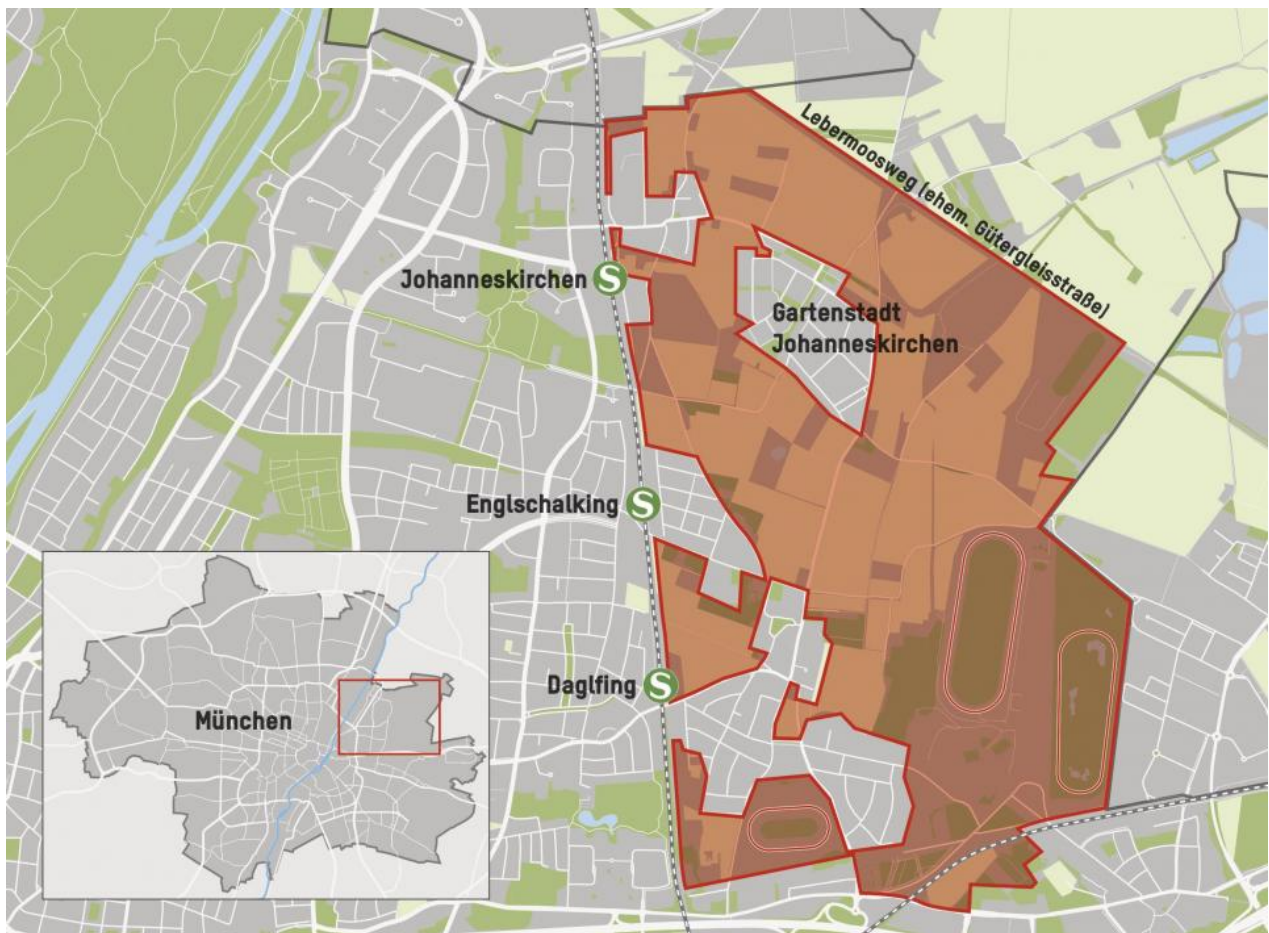 Lebermoosweg (ehem. Gütergleisstraße)
Johanneskirchen S
Gartenstadt
Johanneskirchen
Englschalking S
Daglfing S
München